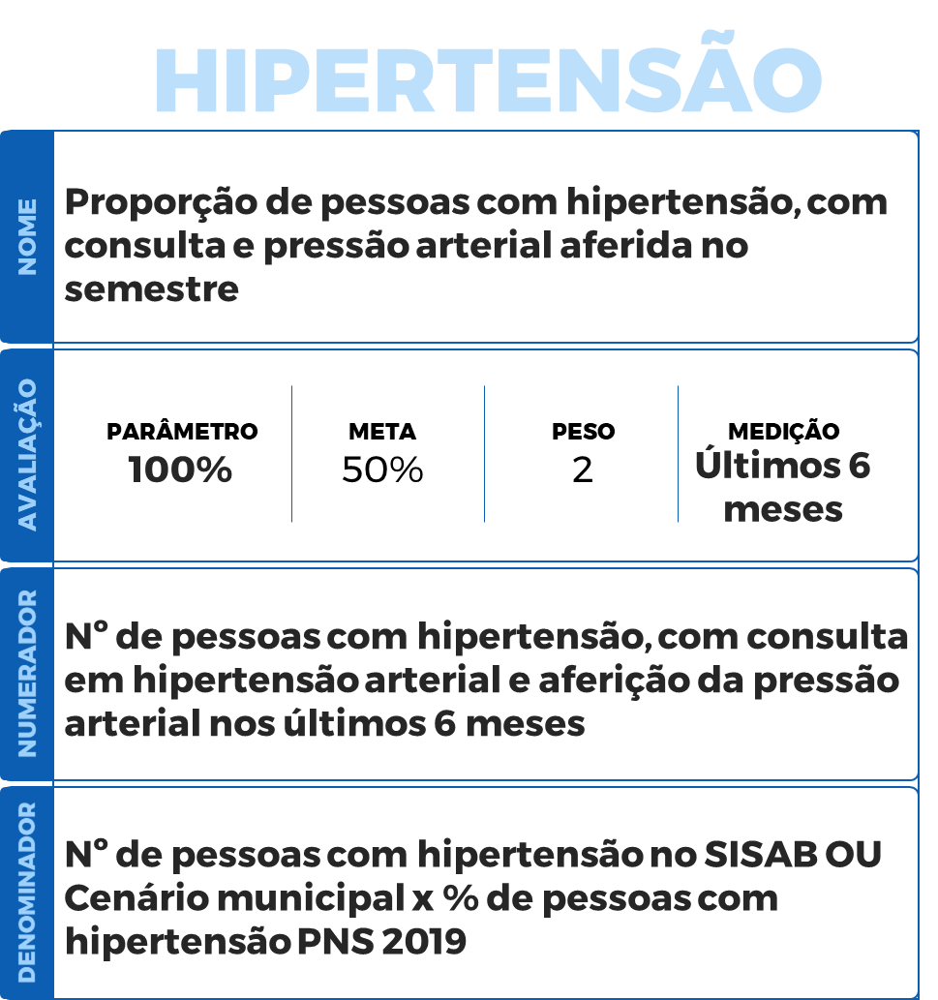 HIPERTENSÃO
NOME
Proporção de pessoas com hipertensão, com
consulta e pressão arterial aferida no
semestre
AVALIAÇÃO
PARÂMETRO
100%
META
50%
PESO
2
MEDIÇÃO
Últimos 6
meses
NUMERADOR
Nº de pessoas com hipertensão, com consulta
em hipertensão arterial e aferição da pressão
arterial nos últimos 6 meses
DENOMINADOR
Nº de pessoas com hipertensão no SISAB OU
Cenário municipal x % de pessoas com
hipertensão PNS 2019